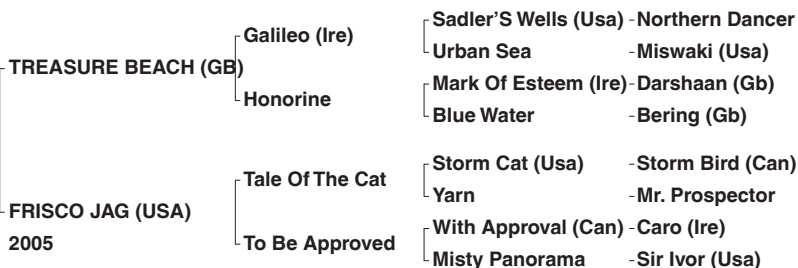 TREASURE BEACH (GB)
Galileo (Ire)
Sadler'S Wells (Usa)
Northern Dancer
Urban Sea
Miswaki (Usa)
Honorine
Mark Of Esteem (Ire)
Darshaan (Gb)
Blue Water
Bering (Gb)
FRISCO JAG (USA)
2005
Tale Of The Cat
Storm Cat (Usa)
Storm Bird (Can)
Yarn
Mr. Prospector
To Be Approved
With Approval (Can)
Caro (Ire)
Misty Panorama
Sir Ivor (Usa)